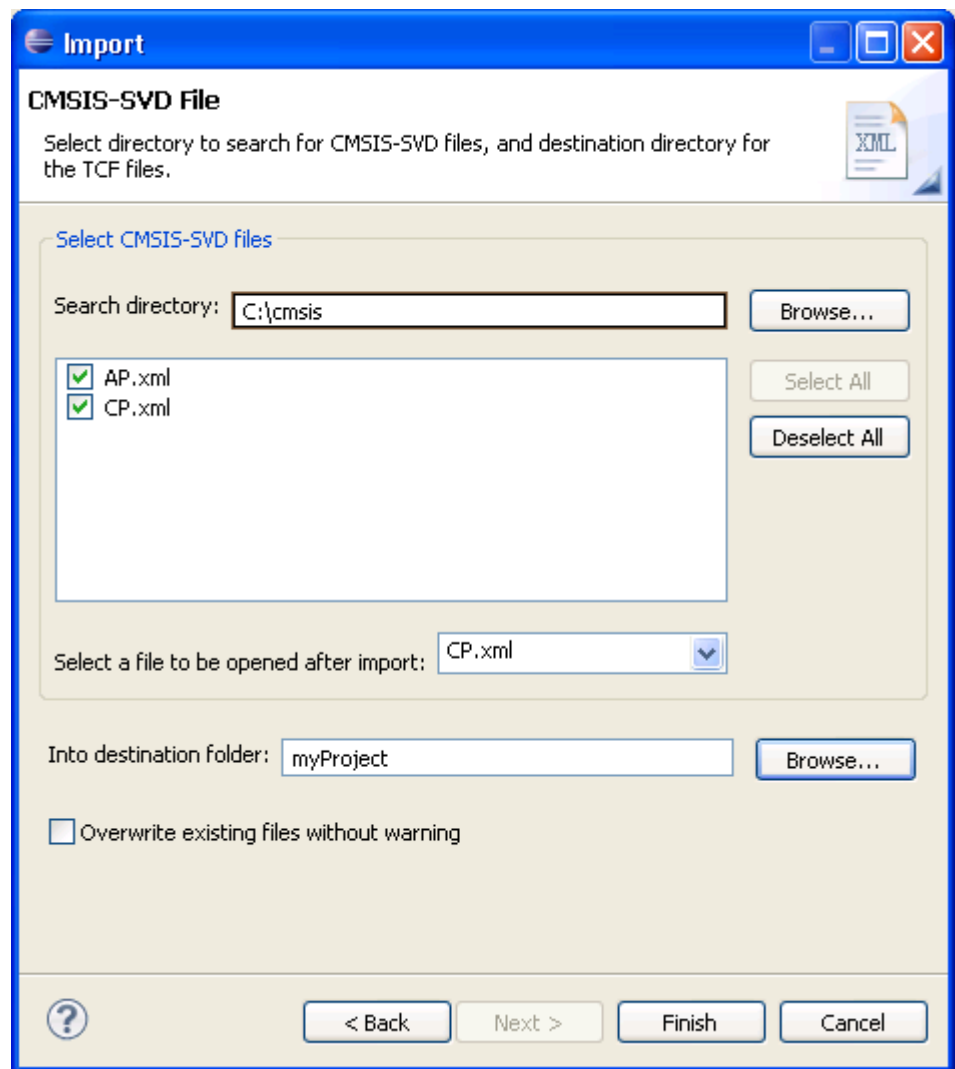 Import
CMSIS-SVD File
Select directory to search for CMSIS-SVD files, and destination directory for
the TCF files.
XML
Select CMSIS-SVD files
Search directory: C:\cmsis Browse...
AP.xml Select All
CP.xml
Deselect All
Select a file to be opened after import: CP.xml
Into destination folder: myProject Browse...
Overwrite existing files without warning
? < Back Next > Finish Cancel